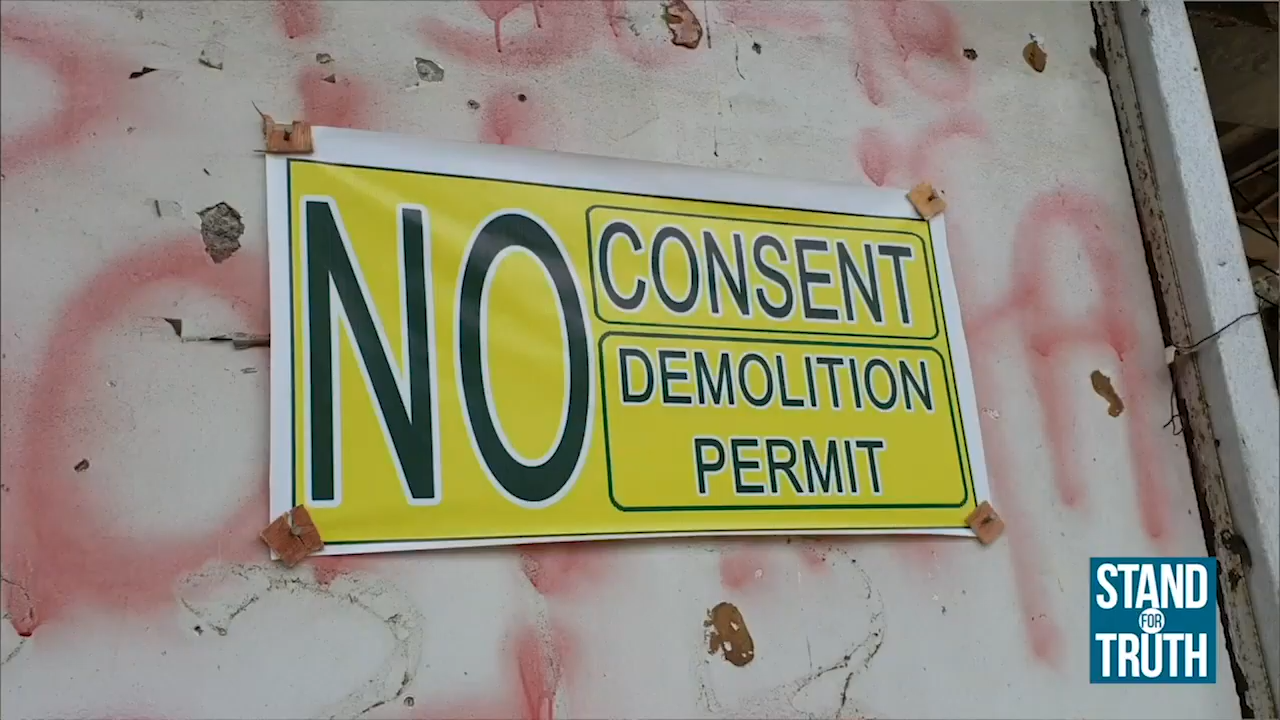 NO
CONSENT
DEMOLITION
PERMIT
STAND
FOR
TRUTH